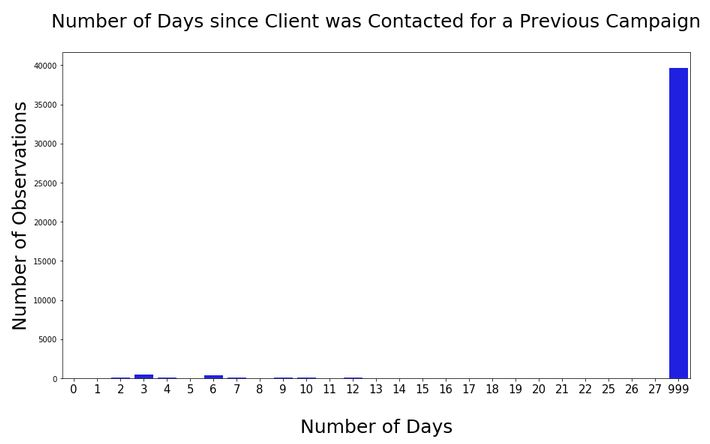 Number of Days since Client was Contacted for a Previous Campaign
40000
35000
30000
25000
20000
15000
10000
5000
0
Number of Observations
0 1 2 3 4 5 6 7 8 9 10 11 12 13 14 15 16 17 18 19 20 21 22 25 26 27 999
Number of Days